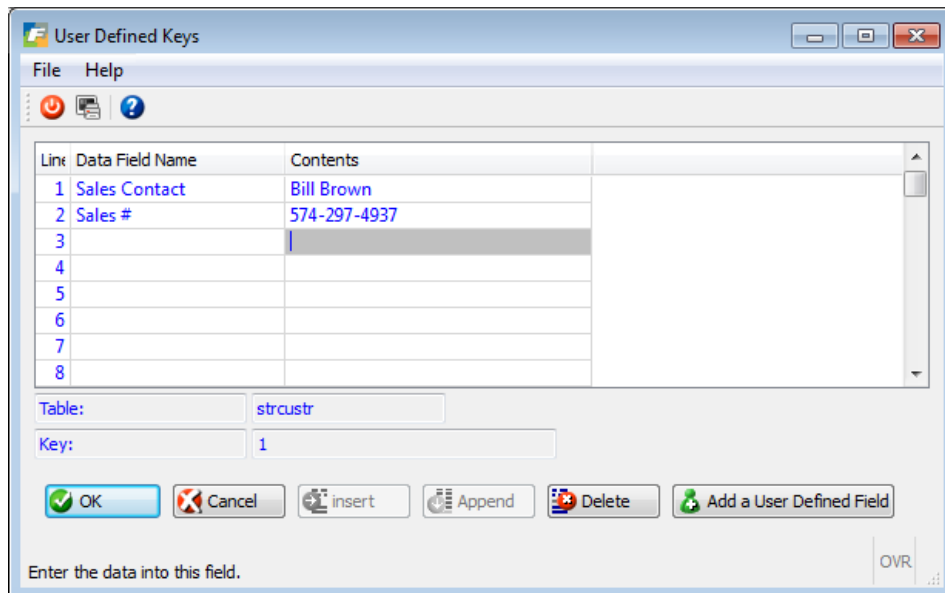 User Defined Keys
File Help
Line Data Field Name Contents
1 Sales Contact Bill Brown
2 Sales # 574-297-4937
3
4
5
6
7
8
Table: strcustr
Key: 1
OK Cancel insert Append Delete Add a User Defined Field
Enter the data into this field. OVR